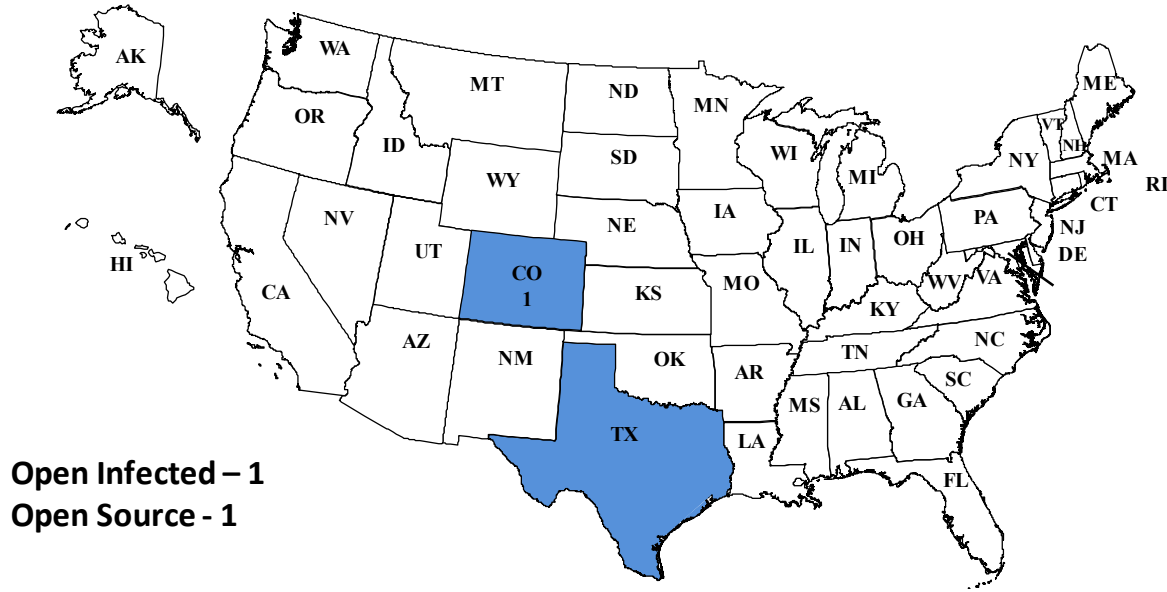 AK
WA
MT
ND
MN
ME
OR
ID
SD
WI
VT
NH
NY
MA
MI
WY
RI
CT
IA
NE
NV
PA
NJ
UT
IL
IN
OH
DE
HI
CO
1
CA
KS
MO
WV
VA
KY
AZ
NM
OK
TN
NC
AR
SC
MS
AL
GA
TX
LA
FL
Open Infected – 1
Open Source - 1